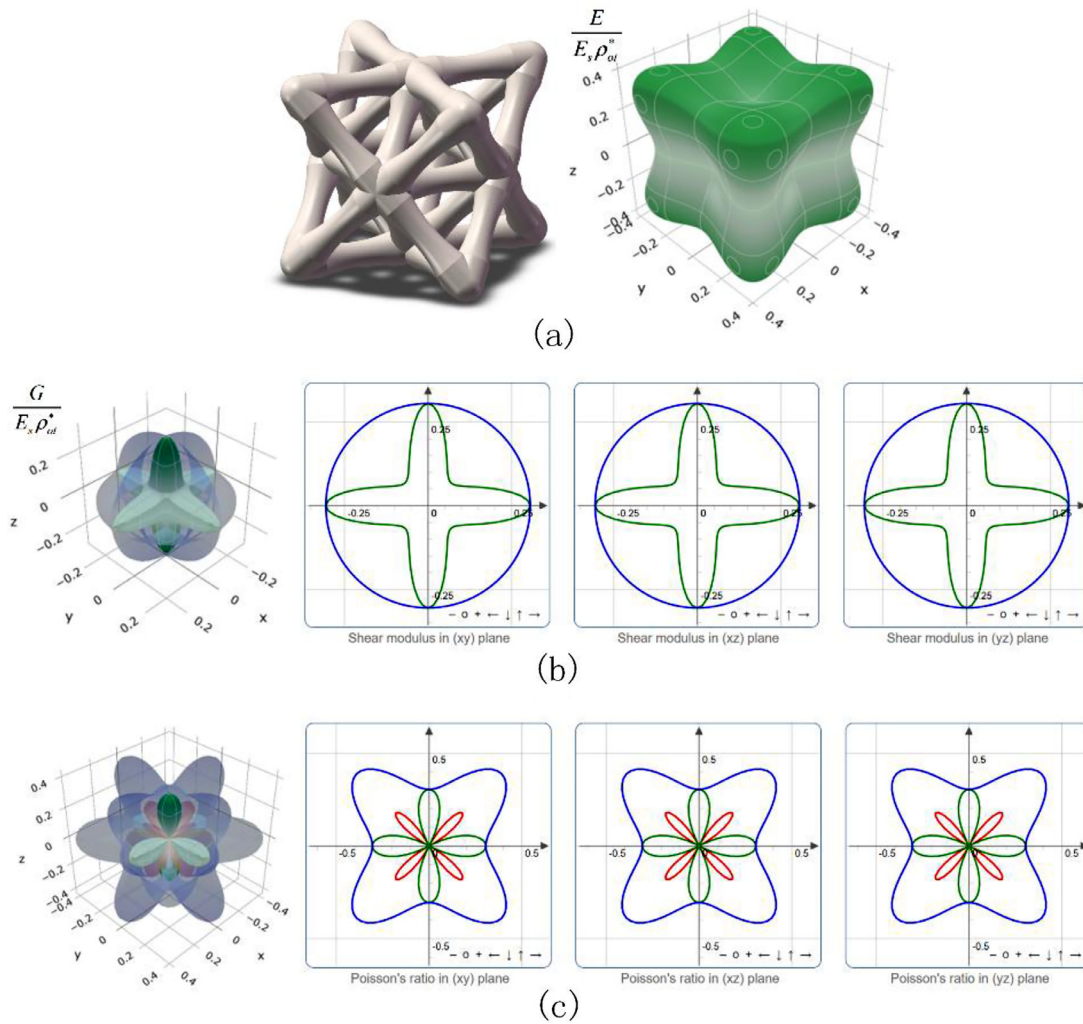 E
E_s ρ*_ol
0.4
0.2
0
−0.2
−0.4
z
−0.4
−0.2
0
0.2
0.4
y
−0.4
−0.2
0
0.2
0.4
x
(a)
G
E_s ρ*_ol
0.2
0
−0.2
z
−0.2
0
0.2
y
−0.2
0
0.2
x
0.25
−0.25
0
0.25
−0.25
− o + ← ↓ ↑ →
Shear modulus in (xy) plane
0.25
−0.25
0
0.25
−0.25
− o + ← ↓ ↑ →
Shear modulus in (xz) plane
0.25
−0.25
0
0.25
−0.25
− o + ← ↓ ↑ →
Shear modulus in (yz) plane
(b)
0.4
0.2
0
−0.2
−0.4
z
−0.4
−0.2
0
0.2
0.4
y
−0.4
−0.2
0
0.2
0.4
x
0.5
−0.5
0.5
−0.5
− o + ← ↓ ↑ →
Poisson's ratio in (xy) plane
0.5
−0.5
0.5
−0.5
− o + ← ↓ ↑ →
Poisson's ratio in (xz) plane
0.5
−0.5
0.5
−0.5
− o + ← ↓ ↑ →
Poisson's ratio in (yz) plane
(c)